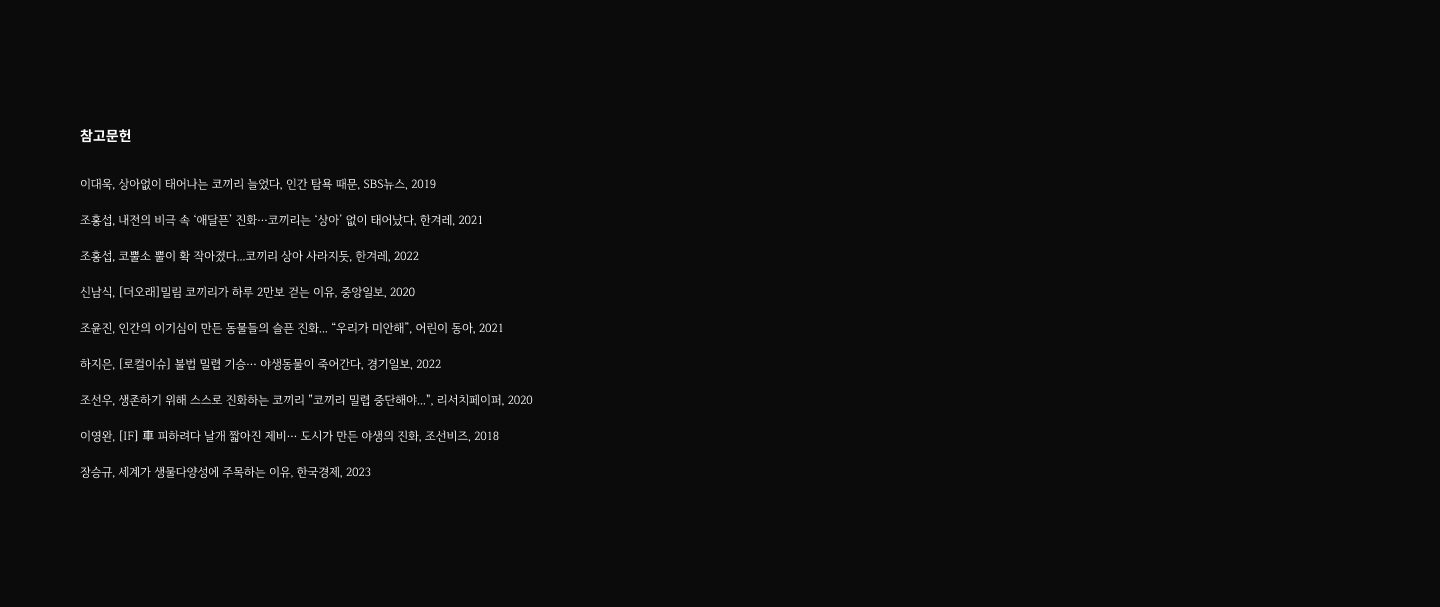 참고문헌
이대욱, 상아없이 태어나는 코끼리 늘었다, 인간 탐욕 때문, SBS뉴스, 2019
조홍섭, 내전의 비극 속 ‘애달픈’ 진화…코끼리는 ‘상아’ 없이 태어났다, 한겨레, 2021
조홍섭, 코뿔소 뿔이 확 작아졌다...코끼리 상아 사라지듯, 한겨레, 2022
신남식, [더오래]밀림 코끼리가 하루 2만보 걷는 이유, 중앙일보, 2020
조윤진, 인간의 이기심이 만든 동물들의 슬픈 진화... “우리가 미안해”, 어린이 동아, 2021
하지은, [로컬이슈] 불법 밀렵 기승… 야생동물이 죽어간다, 경기일보, 2022
조선우, 생존하기 위해 스스로 진화하는 코끼리 "코끼리 밀렵 중단해야...", 리서치페이퍼, 2020
이영완, [IF] 車 피하려다 날개 짧아진 제비… 도시가 만든 야생의 진화, 조선비즈, 2018
장승규, 세계가 생물다양성에 주목하는 이유, 한국경제, 2023